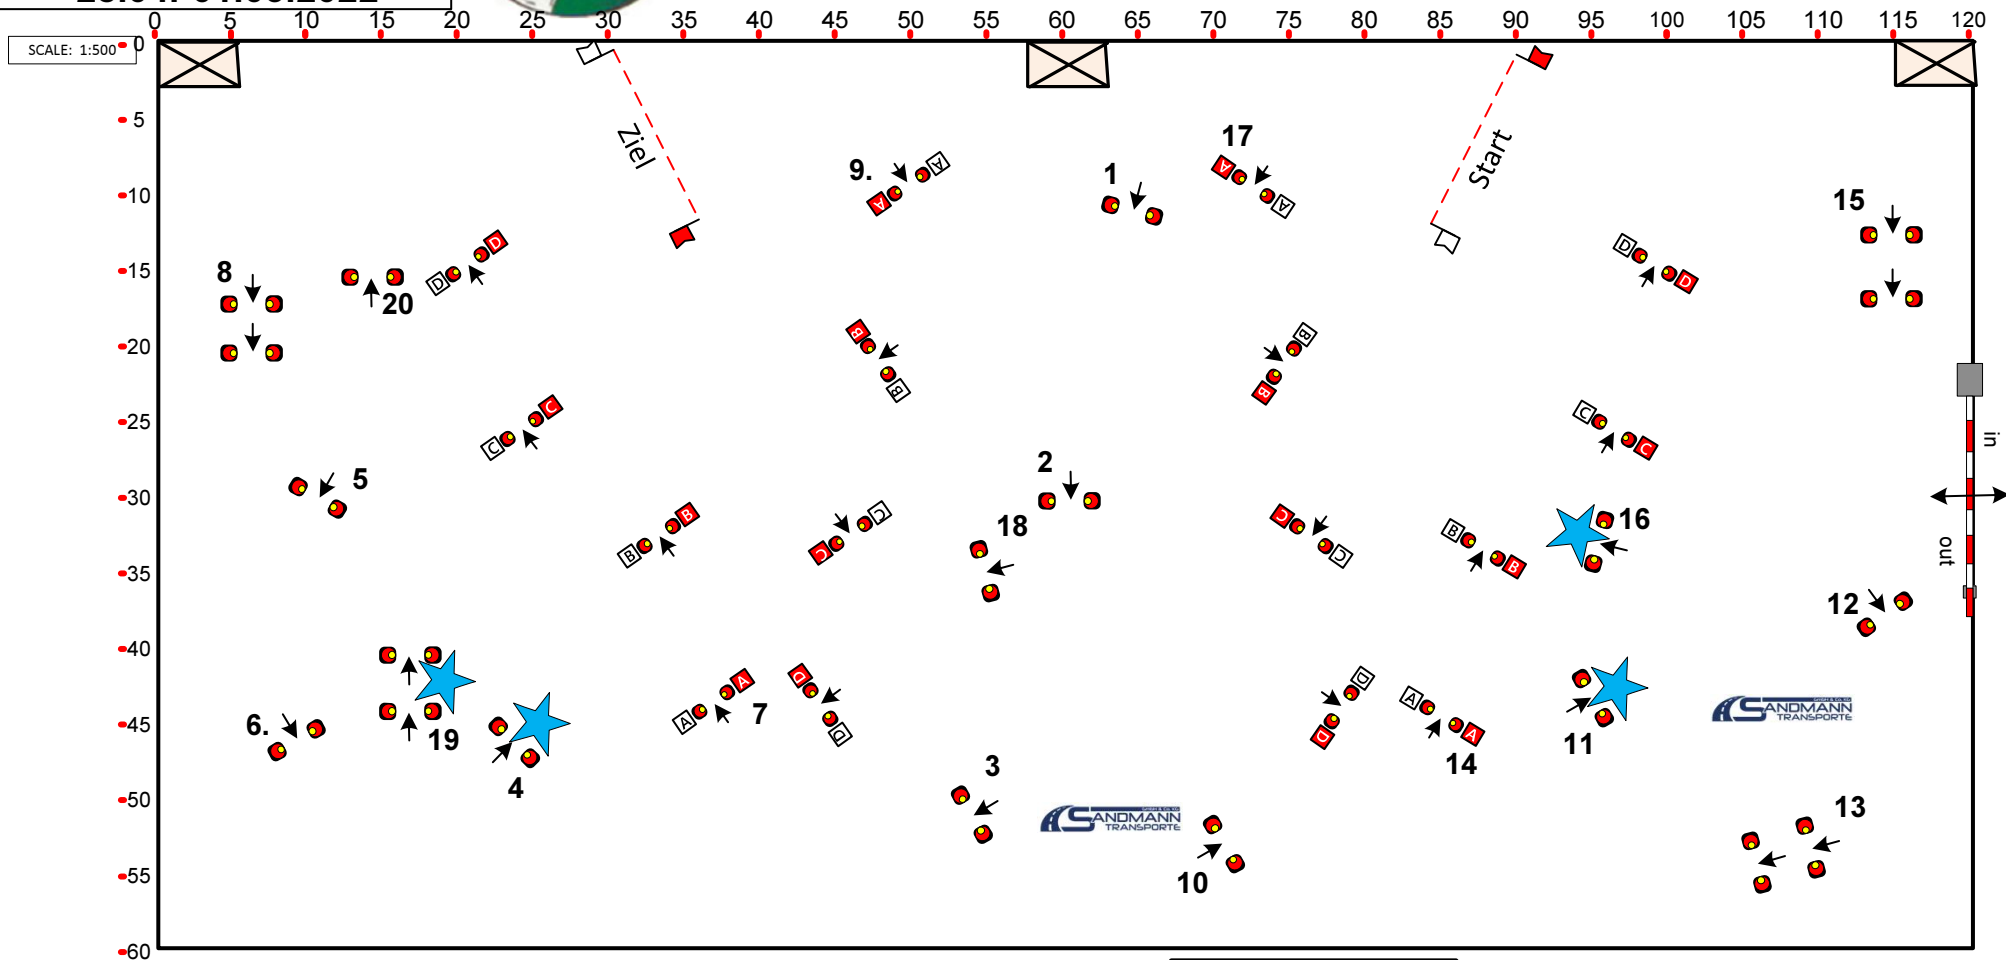 0 5 10 15 20 25 30 35 40 45 50 55 60 65 70 75 80 85 90 95 100 105 110 115 120
SCALE: 1:500
0
5
10
15
20
25
30
35
40
45
50
55
60
Ziel
Start
17
9.
A
A
1
A
A
15
D
D
D
D
8
20
B
B
B
B
C
C
C
C
in
5
2
18
16
B
B
C
C
C
C
B
B
out
12
6.
19
4
A
A
7
D
D
D
D
A
A
14
11
SANDMANN
TRANSPORTE
3
SANDMANN
TRANSPORTE
10
13